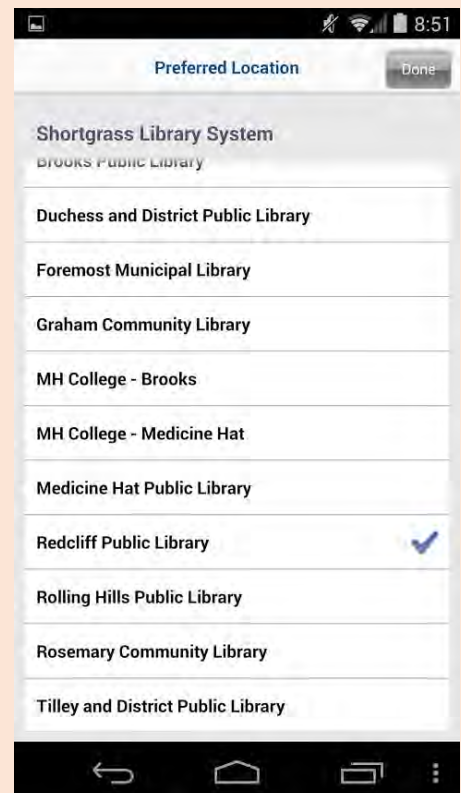 8:51
Preferred Location
Done
Shortgrass Library System
Brooks Public Library
Duchess and District Public Library
Foremost Municipal Library
Graham Community Library
MH College - Brooks
MH College - Medicine Hat
Medicine Hat Public Library
Redcliff Public Library
Rolling Hills Public Library
Rosemary Community Library
Tilley and District Public Library